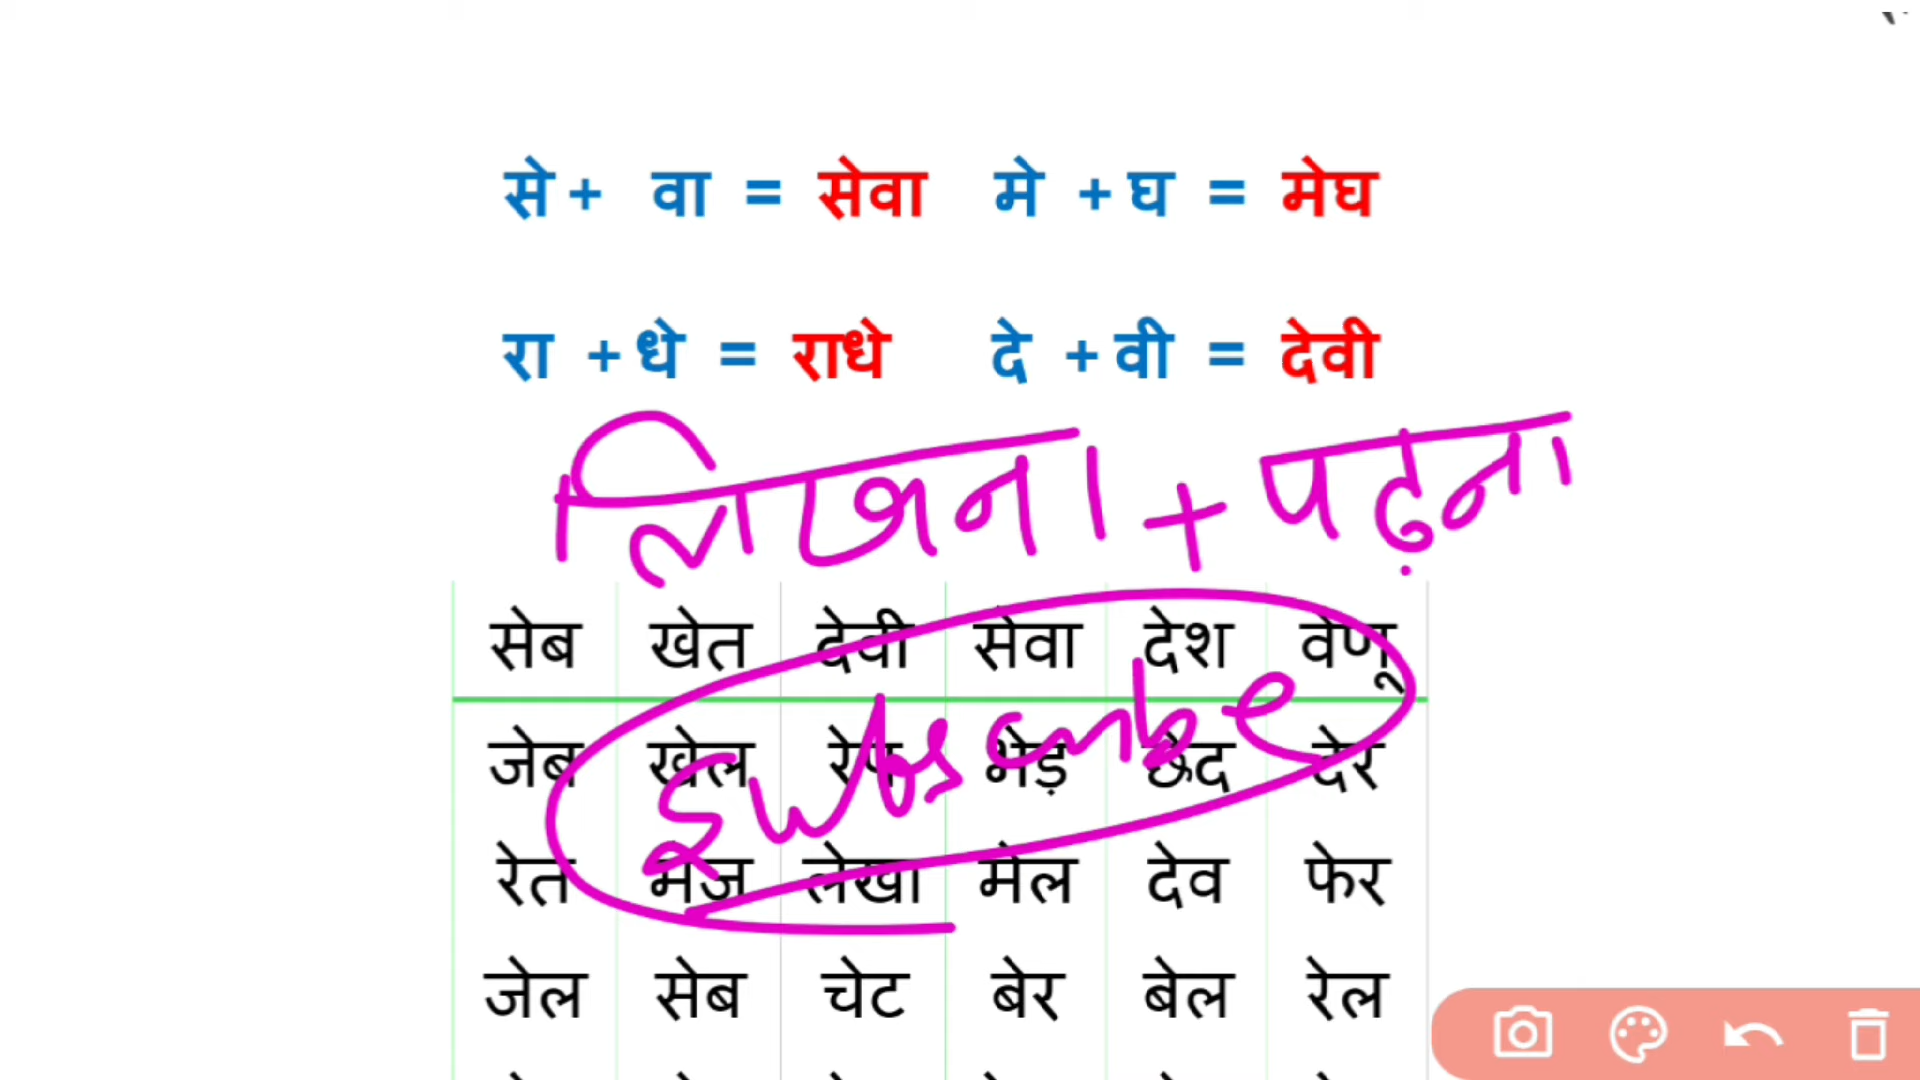 से + वा = सेवा मे + घ = मेघ
रा + धे = राधे दे + वी = देवी
लिखना + पढ़ना
सेब खेत देवी सेवा देश वेणू
जेब खेल भेड़ छेद देर
Subscribe
रेत मेज लेखा मेल देव फेर
जेल सेब चेट बेर बेल रेल